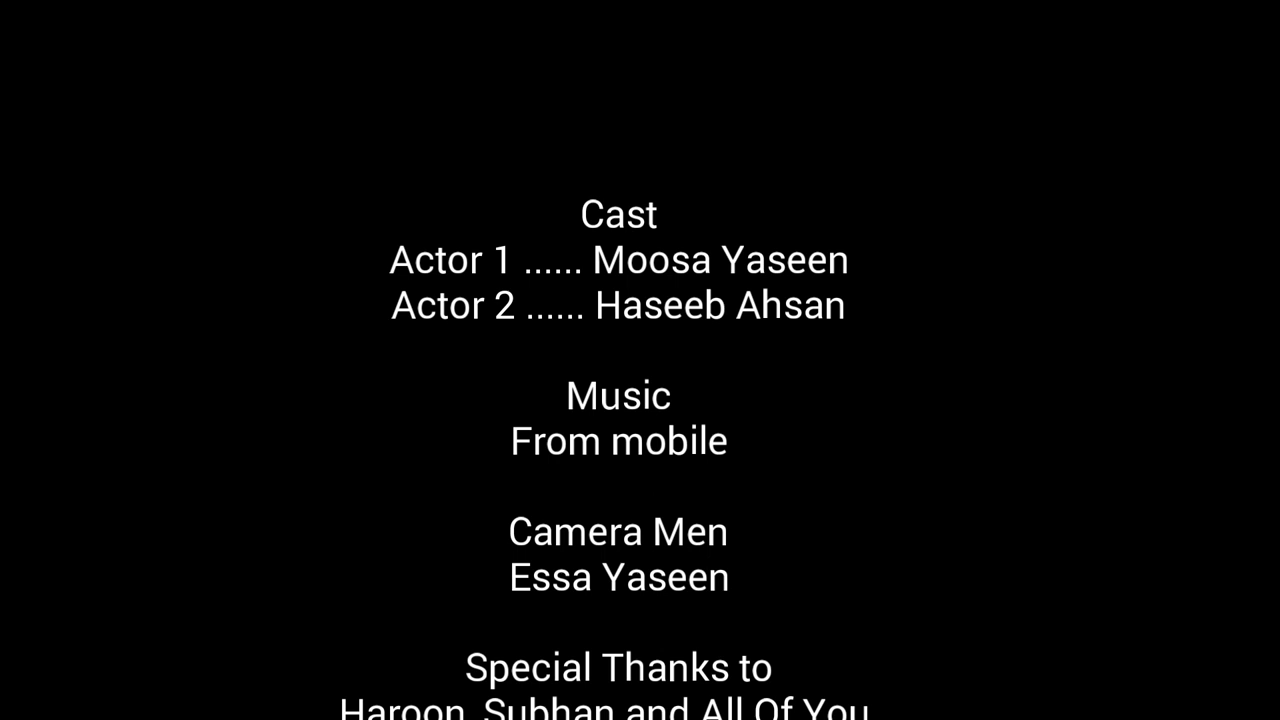 Cast
Actor 1 ...... Moosa Yaseen
Actor 2 ...... Haseeb Ahsan
Music
From mobile
Camera Men
Essa Yaseen
Special Thanks to
Haroon, Subhan and All Of You